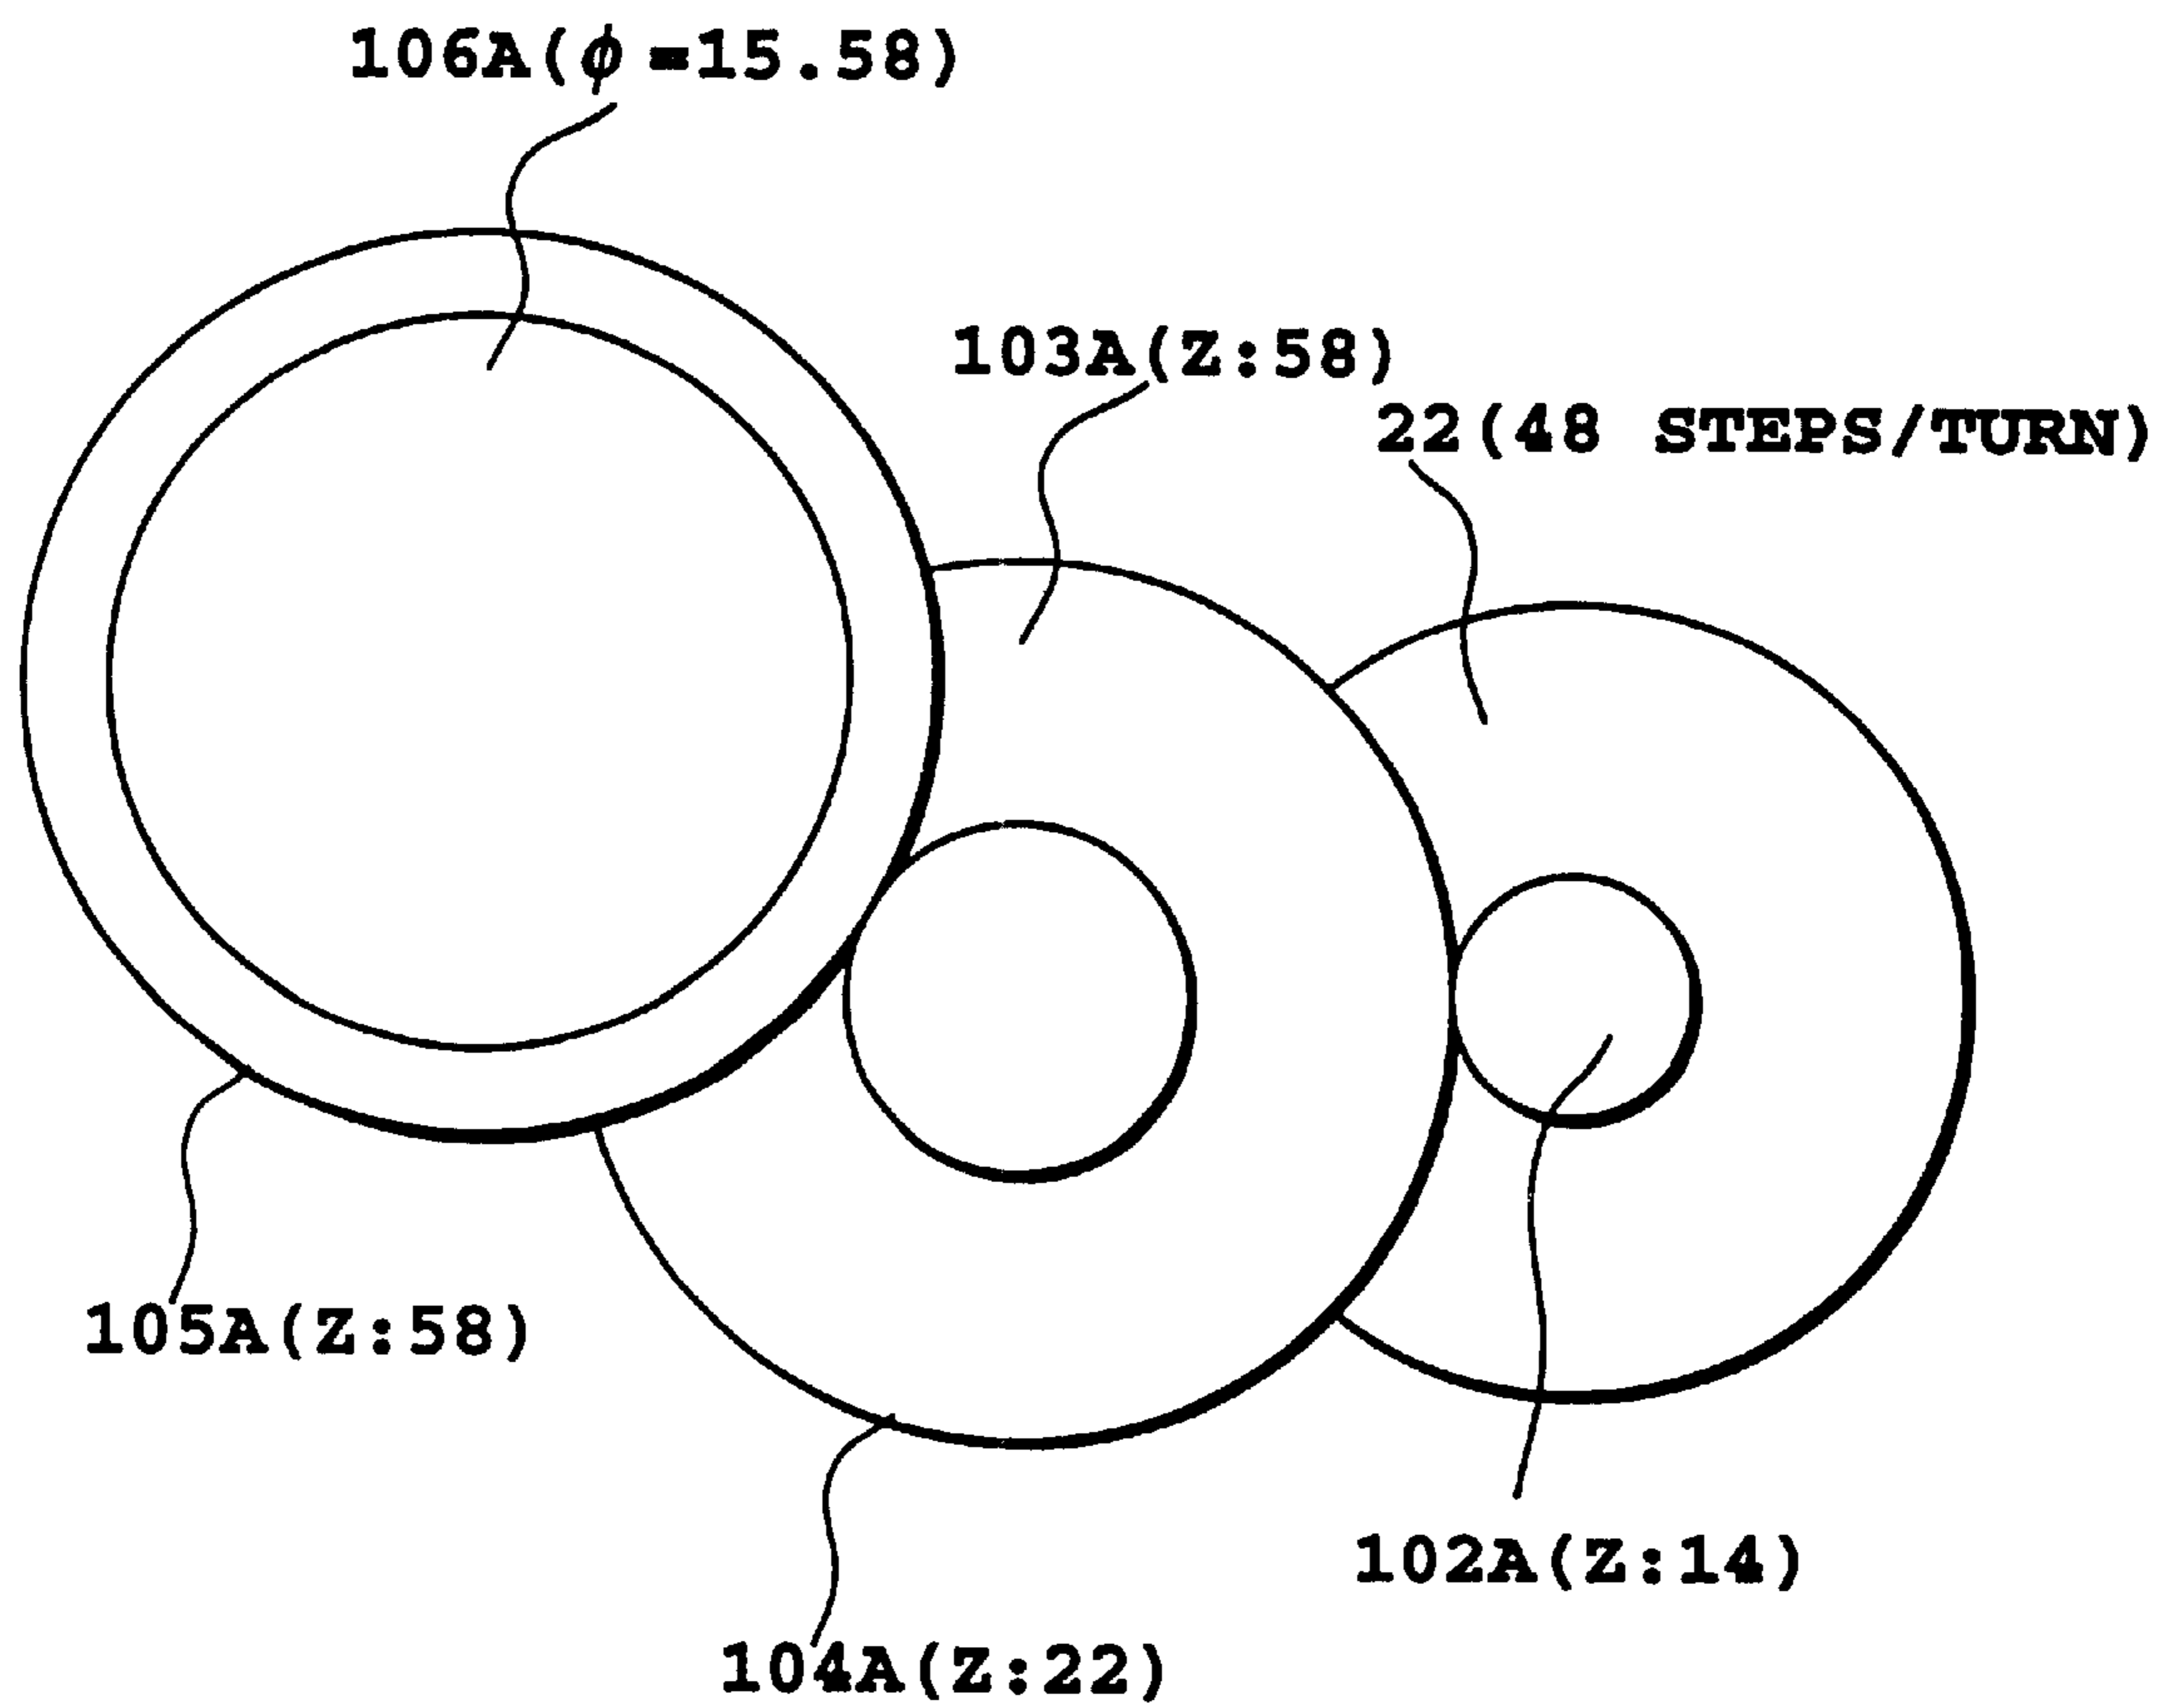 106A(ϕ=15.58)
103A(Z:58)
22(48 STEPS/TURN)
105A(Z:58)
102A(Z:14)
104A(Z:22)